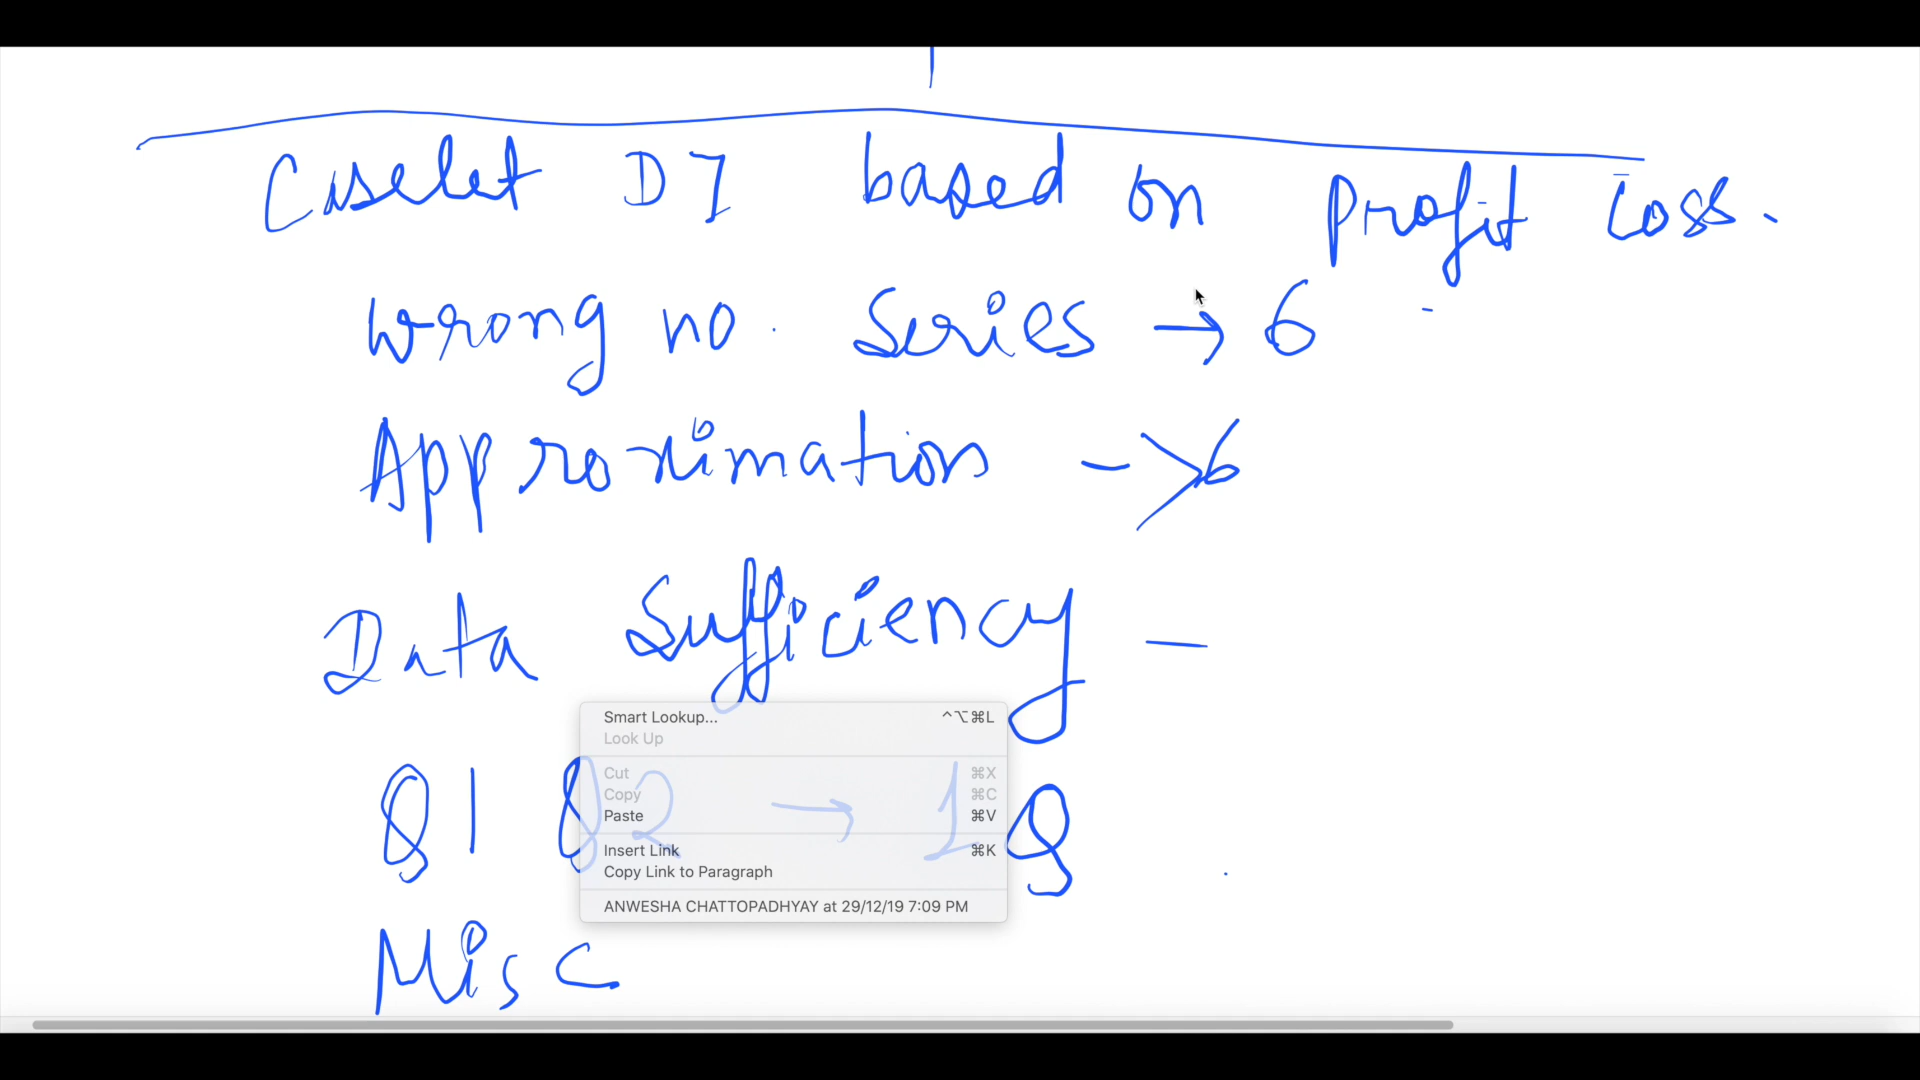 Caselet DI based on Profit Loss.
Wrong no. Series → 6
Approximation → 6
Data Sufficiency —
Q1 Q2 → 1Q
Smart Lookup... ^⌥⌘L
Look Up
Cut ⌘X
Copy ⌘C
Paste ⌘V
Insert Link ⌘K
Copy Link to Paragraph
ANWESHA CHATTOPADHYAY at 29/12/19 7:09 PM
Misc